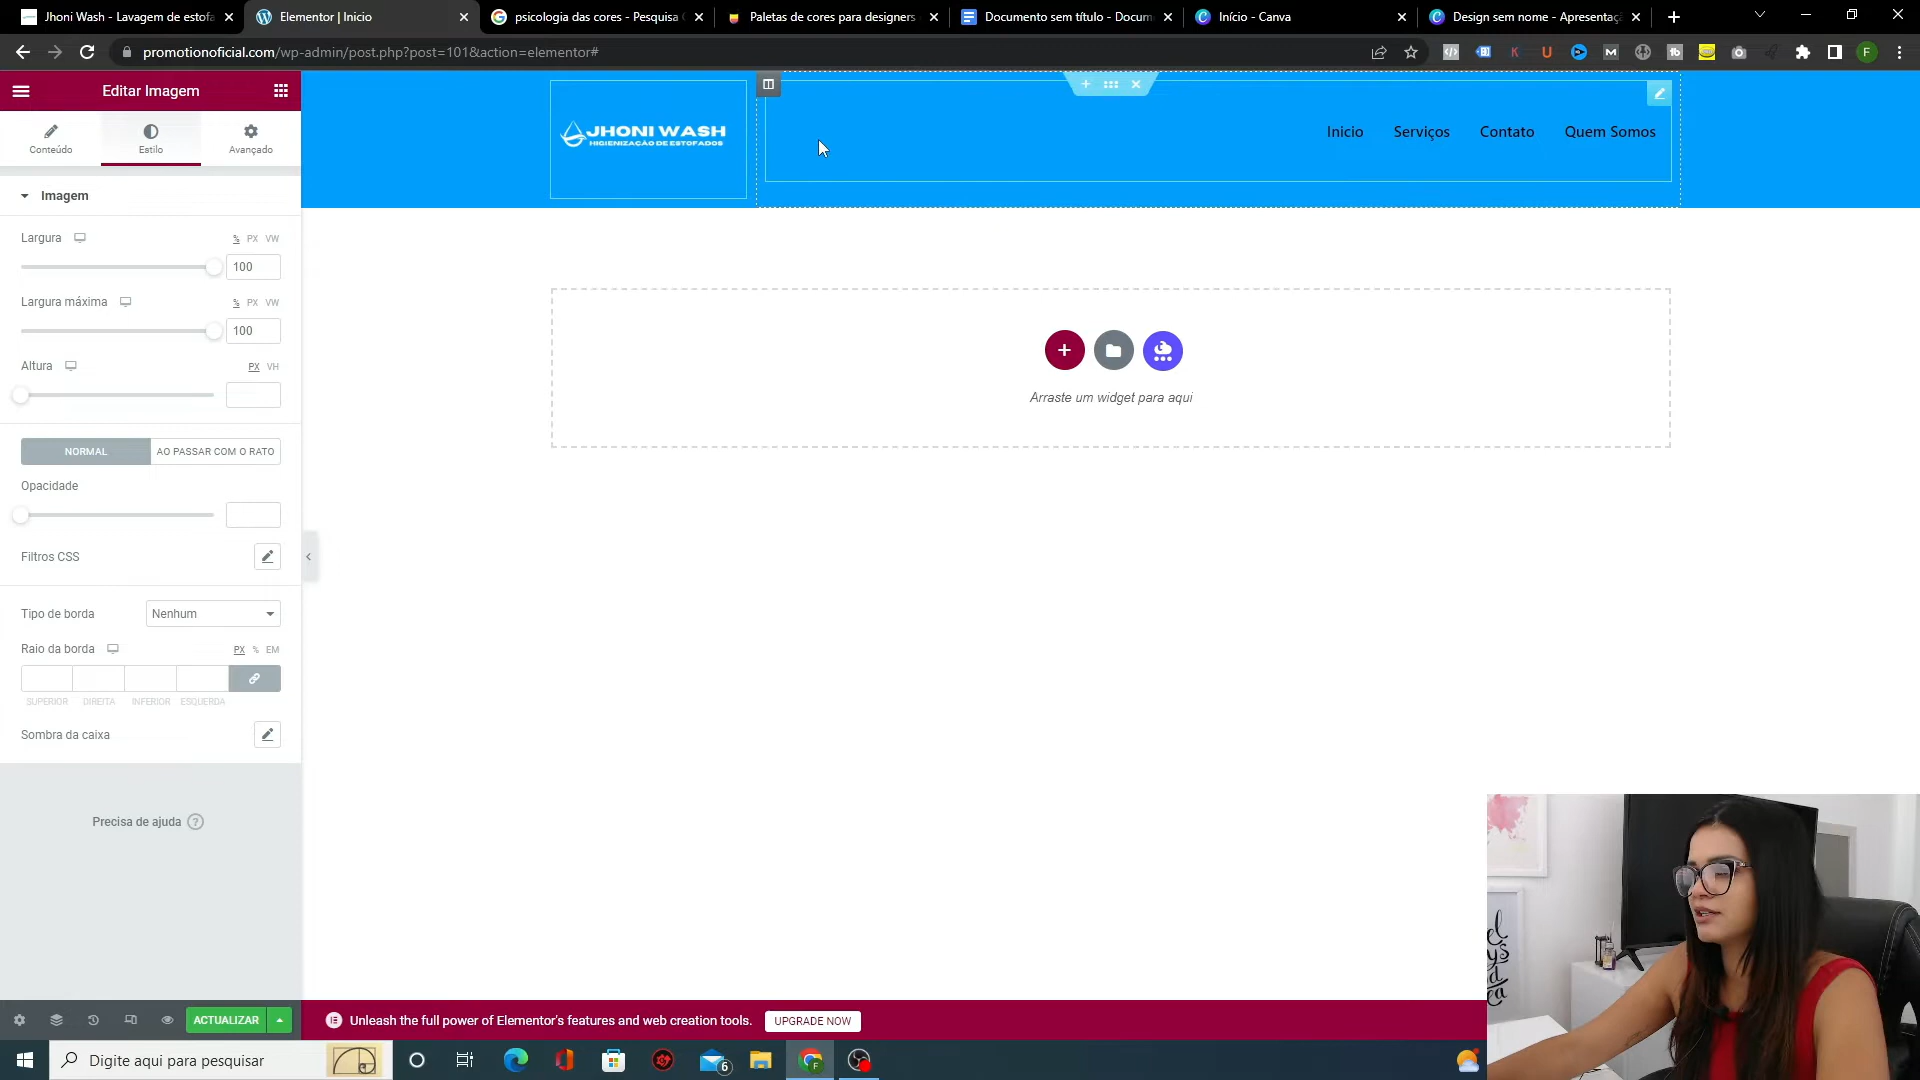 Jhoni Wash - Lavagem de estofa
Elementor | Inicio
psicologia das cores - Pesquisa
Paletas de cores para designers
Documento sem título - Docum
Início - Canva
Design sem nome - Apresentaç
promotionoficial.com/wp-admin/post.php?post=101&action=elementor#
Editar Imagem
Conteúdo
Estilo
Avançado
JHONI WASH
HIGIENIZAÇÃO DE ESTOFADOS
Inicio
Serviços
Contato
Quem Somos
Imagem
Largura
% PX VW
100
Largura máxima
% PX VW
100
Altura
PX VH
Arraste um widget para aqui
NORMAL
AO PASSAR COM O RATO
Opacidade
Filtros CSS
Tipo de borda
Nenhum
Raio da borda
PX % EM
SUPERIOR DIREITA INFERIOR ESQUERDA
Sombra da caixa
Precisa de ajuda
ACTUALIZAR
Unleash the full power of Elementor's features and web creation tools.
UPGRADE NOW
Digite aqui para pesquisar
6